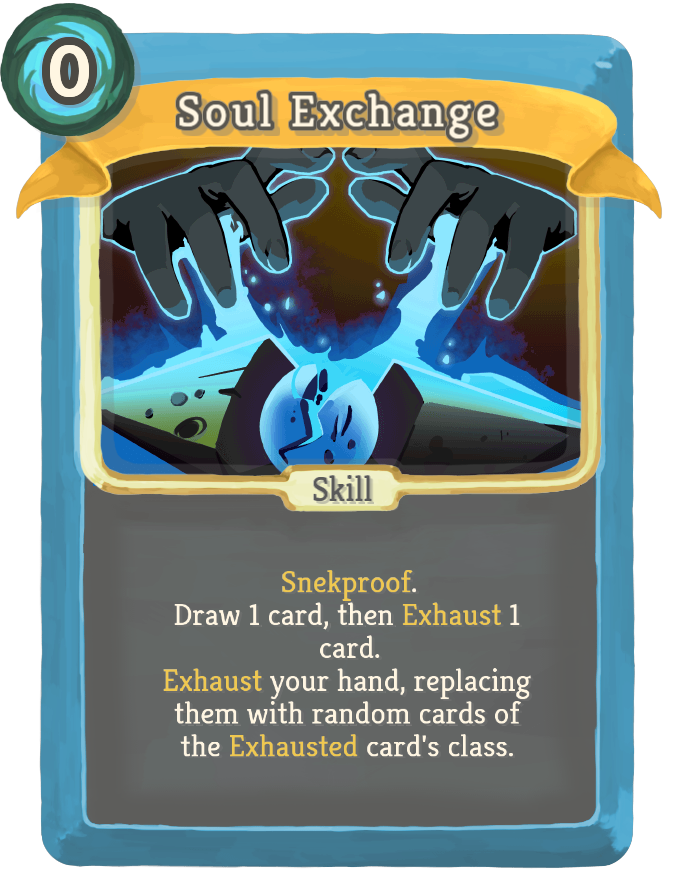 0
Soul Exchange
Skill
Snekproof.
Draw 1 card, then Exhaust 1
card.
Exhaust your hand, replacing
them with random cards of
the Exhausted card's class.